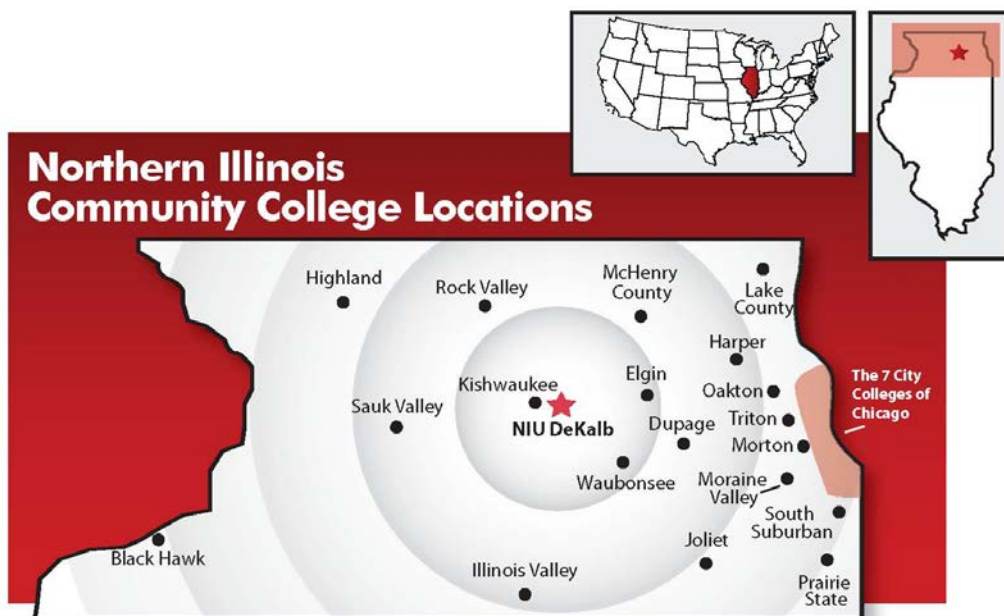 Northern Illinois
Community College Locations
Highland
Rock Valley
McHenry
County
Lake
County
Harper
The 7 City
Colleges of
Chicago
Kishwaukee
Elgin
Oakton
Sauk Valley
NIU DeKalb
Dupage
Triton
Morton
Waubonsee
Moraine
Valley
South
Suburban
Black Hawk
Illinois Valley
Joliet
Prairie
State